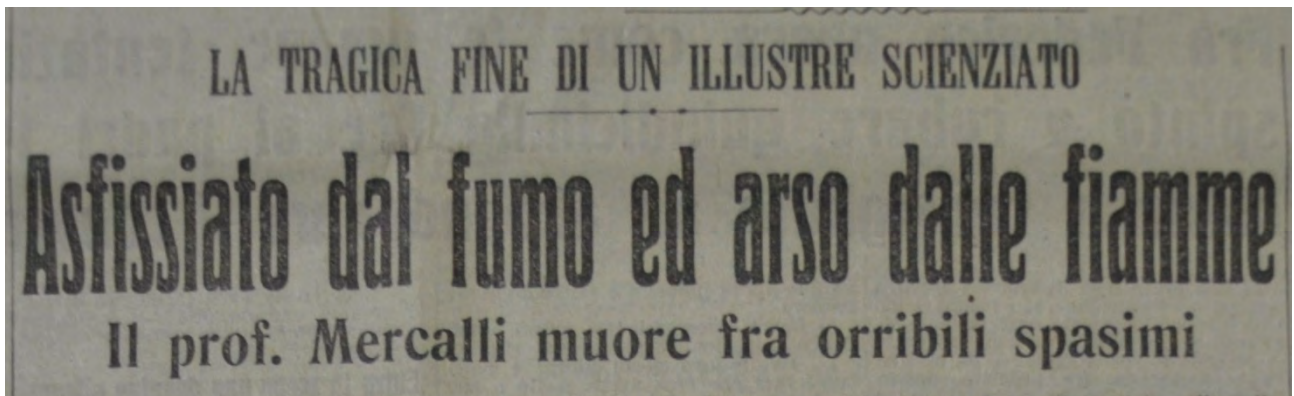 LA TRAGICA FINE DI UN ILLUSTRE SCIENZIATO
Asfissiato dal fumo ed arso dalle fiamme
Il prof. Mercalli muore fra orribili spasimi